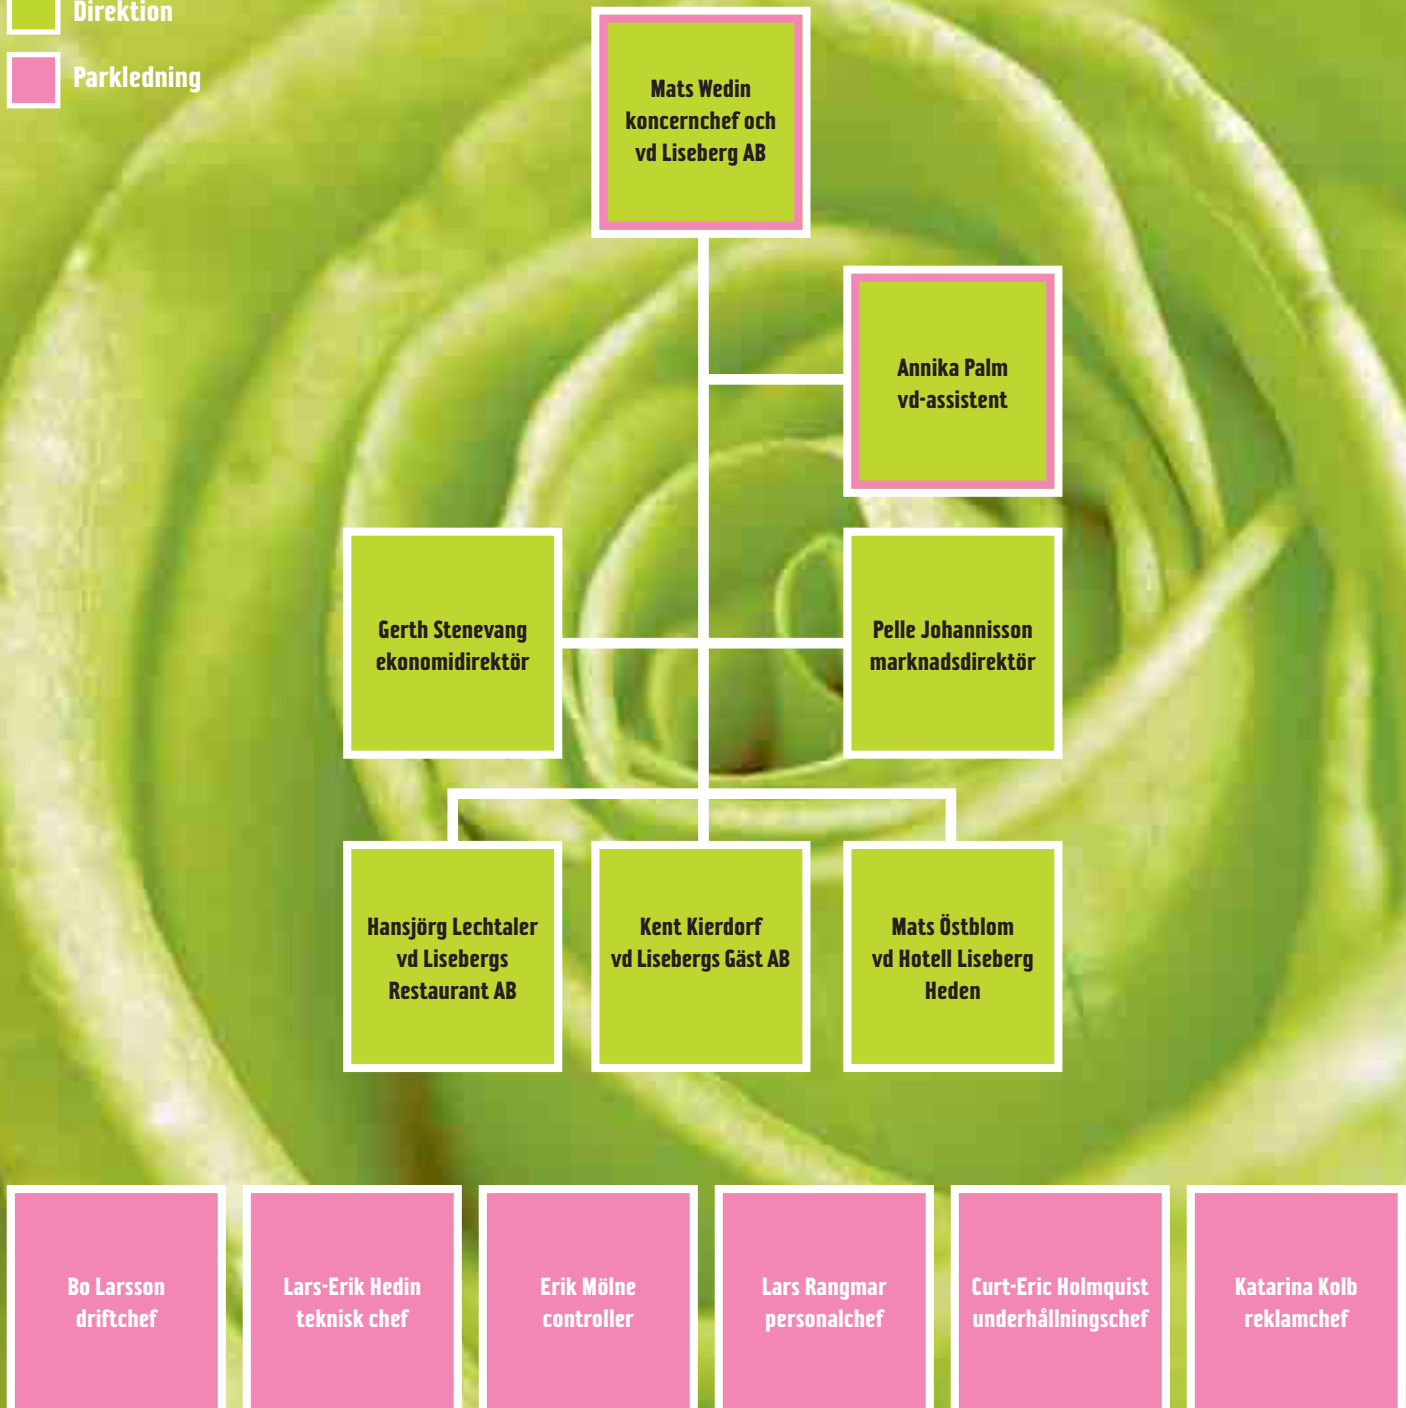 Direktion
Parkledning
Mats Wedin
koncernchef och
vd Liseberg AB
Annika Palm
vd-assistent
Gerth Stenevang
ekonomidirektör
Pelle Johannisson
marknadsdirektör
Hansjörg Lechtaler
vd Lisebergs
Restaurant AB
Kent Kierdorf
vd Lisebergs Gäst AB
Mats Östblom
vd Hotell Liseberg
Heden
Bo Larsson
driftchef
Lars-Erik Hedin
teknisk chef
Erik Mölne
controller
Lars Rangmar
personalchef
Curt-Eric Holmquist
underhållningschef
Katarina Kolb
reklamchef